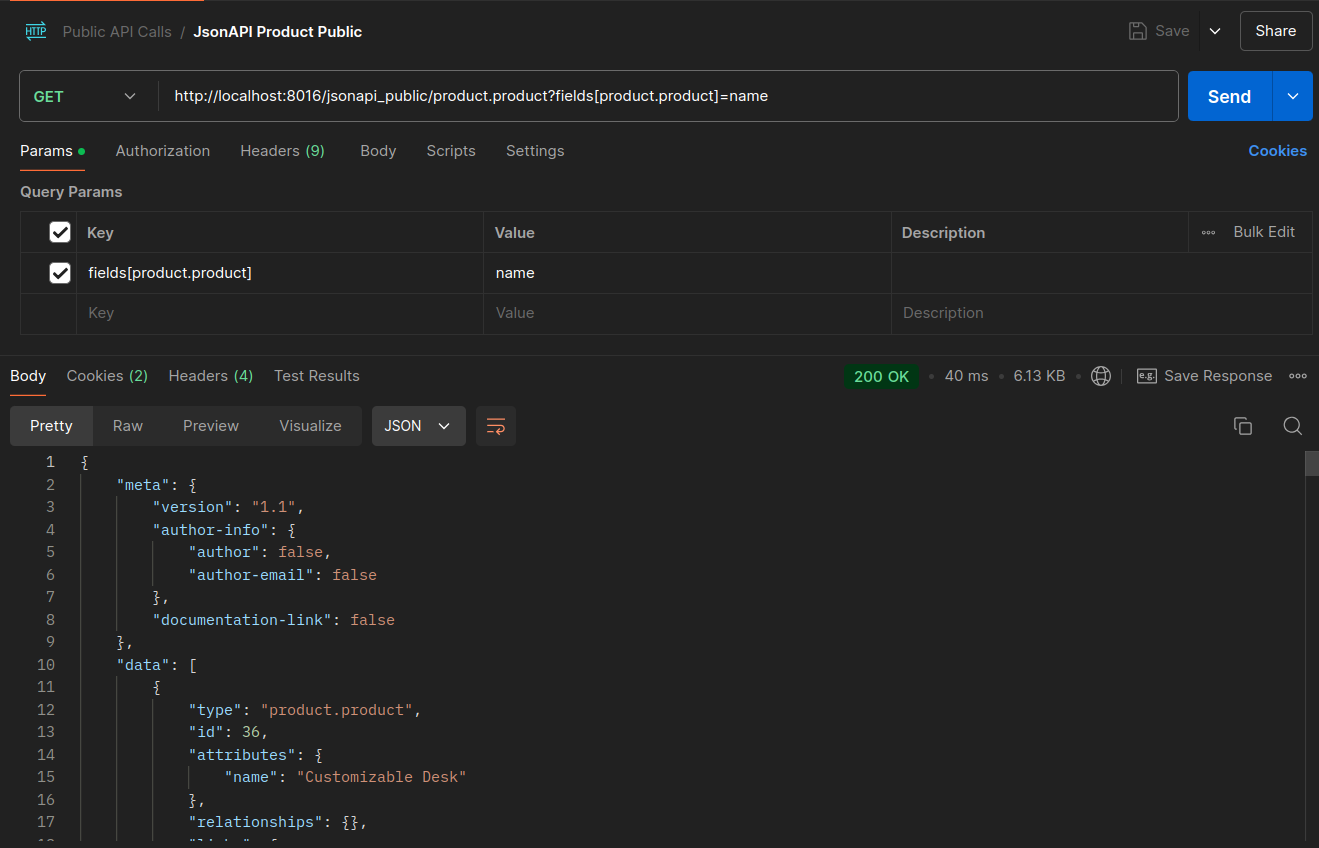 HTTP Public API Calls / JsonAPI Product Public Save Share
GET http://localhost:8016/jsonapi_public/product.product?fields[product.product]=name Send
Params Authorization Headers (9) Body Scripts Settings Cookies
Query Params
Key Value Description Bulk Edit
fields[product.product] name
Key Value Description
Body Cookies (2) Headers (4) Test Results 200 OK 40 ms 6.13 KB e.g. Save Response
Pretty Raw Preview Visualize JSON
1 {
2 "meta": {
3 "version": "1.1",
4 "author-info": {
5 "author": false,
6 "author-email": false
7 },
8 "documentation-link": false
9 },
10 "data": [
11 {
12 "type": "product.product",
13 "id": 36,
14 "attributes": {
15 "name": "Customizable Desk"
16 },
17 "relationships": {},